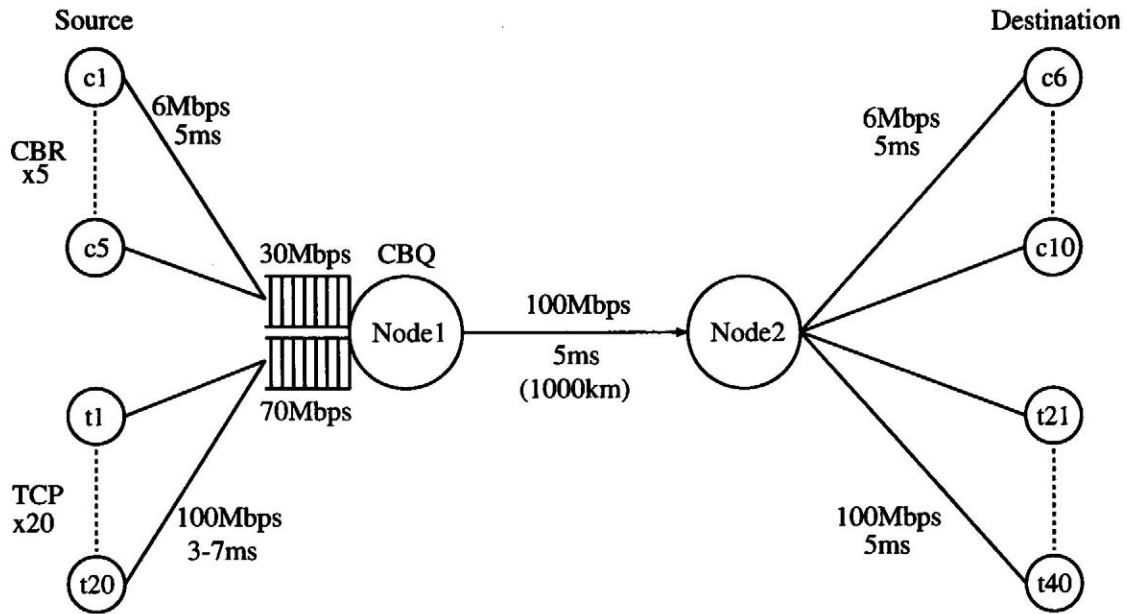 Source
Destination
c1
c6
6Mbps
5ms
6Mbps
5ms
CBR
x5
c5
c10
30Mbps
CBQ
Node1
100Mbps
5ms
(1000km)
Node2
70Mbps
t1
t21
TCP
x20
100Mbps
3-7ms
100Mbps
5ms
t20
t40